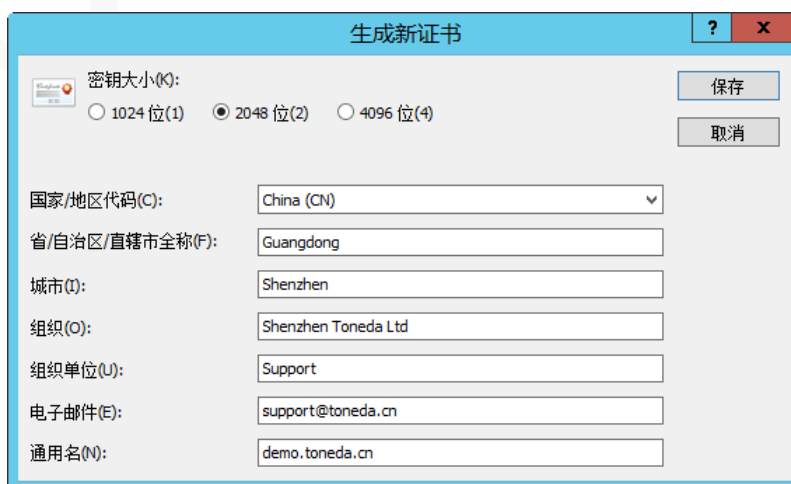 生成新证书
?
x
密钥大小(K):
1024 位(1) 2048 位(2) 4096 位(4)
保存
取消
国家/地区代码(C): China (CN)
省/自治区/直辖市全称(F): Guangdong
城市(I): Shenzhen
组织(O): Shenzhen Toneda Ltd
组织单位(U): Support
电子邮件(E): support@toneda.cn
通用名(N): demo.toneda.cn